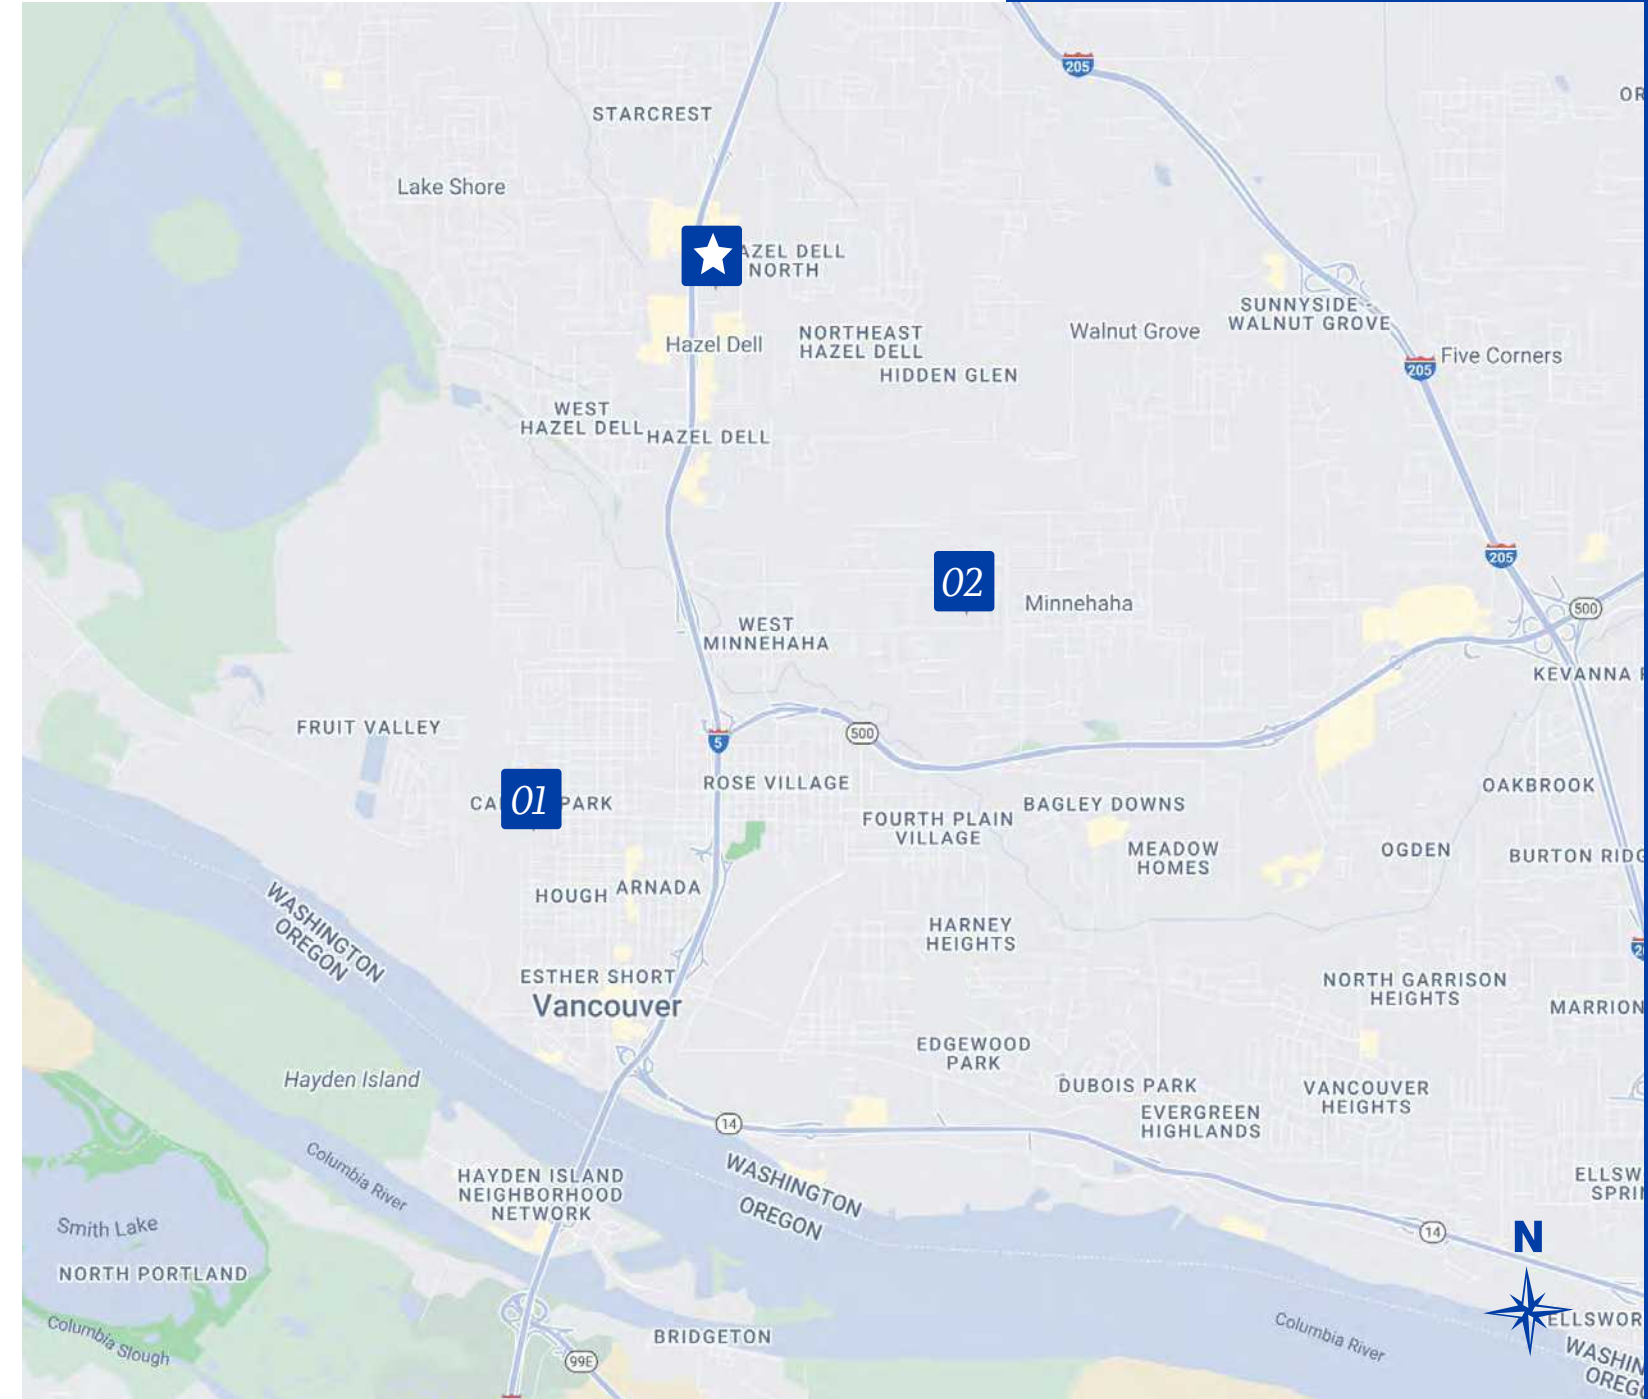 205
OR
STARCREST
Lake Shore
AZEL DELL
NORTH
SUNNYSIDE -
WALNUT GROVE
Walnut Grove
NORTHEAST
HAZEL DELL
Hazel Dell
Five Corners
205
HIDDEN GLEN
WEST
HAZEL DELL
HAZEL DELL
205
02
Minnehaha
500
WEST
MINNEHAHA
KEVANNA
FRUIT VALLEY
500
5
ROSE VILLAGE
OAKBROOK
01
CA
PARK
BAGLEY DOWNS
FOURTH PLAIN
VILLAGE
MEADOW
HOMES
OGDEN
BURTON RIDG
HOUGH
ARNADA
WASHINGTON
OREGON
HARNEY
HEIGHTS
ESTHER SHORT
Vancouver
NORTH GARRISON
HEIGHTS
MARRION
EDGEWOOD
PARK
Hayden Island
DUBOIS PARK
VANCOUVER
HEIGHTS
EVERGREEN
HIGHLANDS
14
Columbia River
HAYDEN ISLAND
NEIGHBORHOOD
NETWORK
WASHINGTON
OREGON
ELLSW
SPRI
Smith Lake
14
N
NORTH PORTLAND
Columbia Slough
BRIDGETON
99E
Columbia River
ELLSWOR
WASHIN
OREG